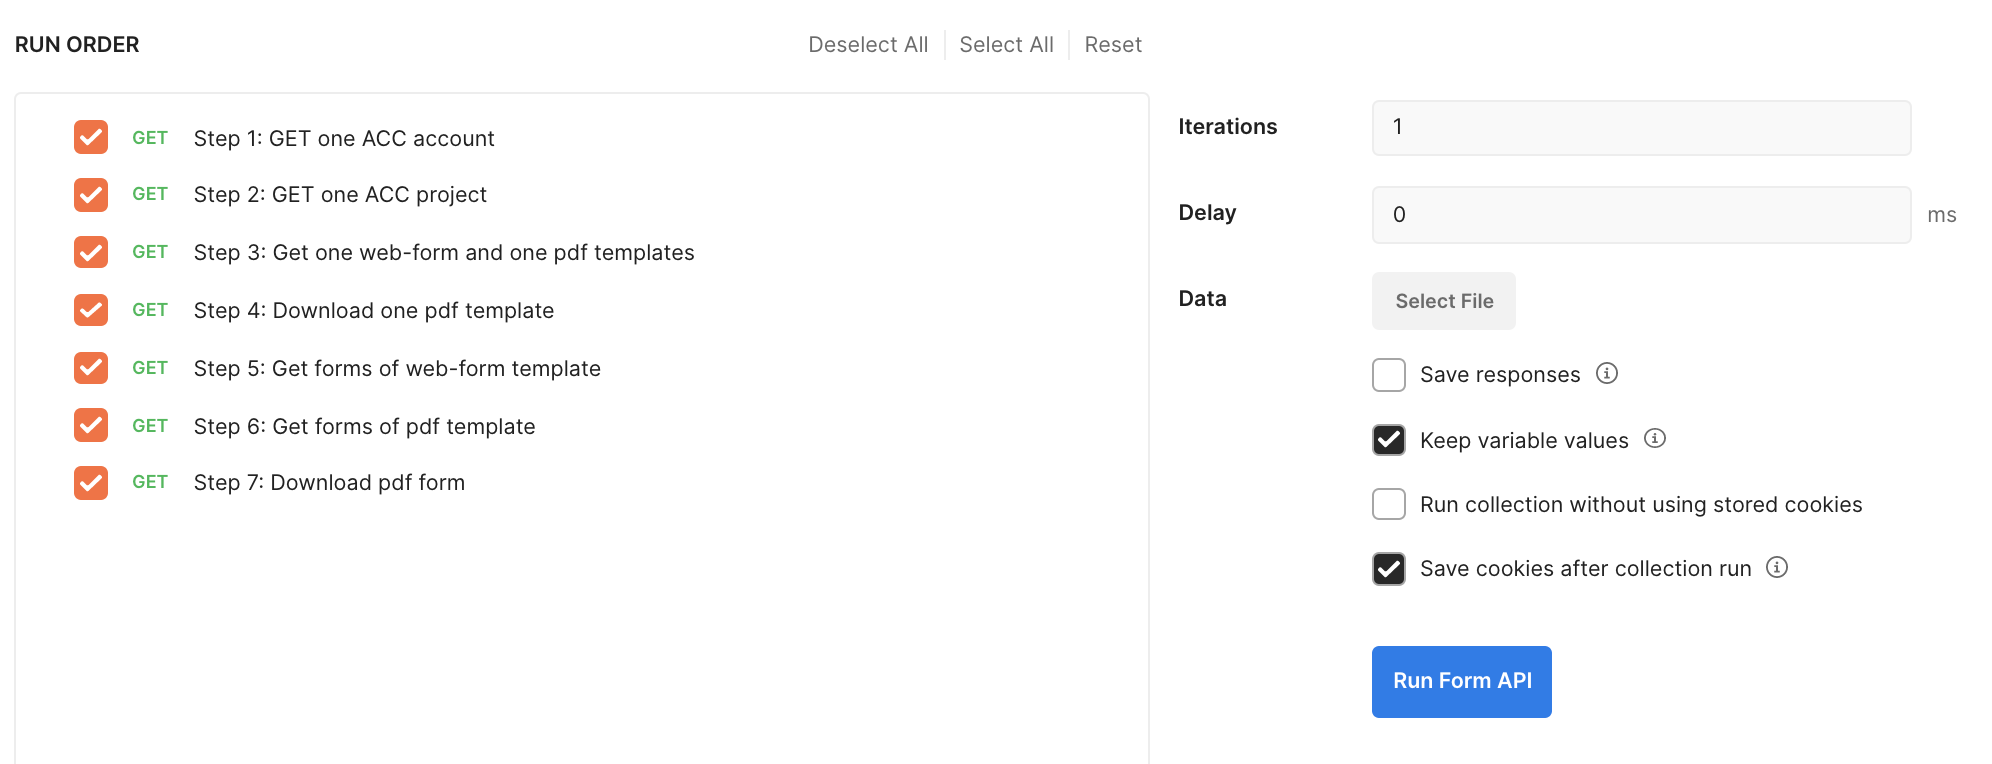 RUN ORDER
Deselect All
Select All
Reset
GET Step 1: GET one ACC account
GET Step 2: GET one ACC project
GET Step 3: Get one web-form and one pdf templates
GET Step 4: Download one pdf template
GET Step 5: Get forms of web-form template
GET Step 6: Get forms of pdf template
GET Step 7: Download pdf form
Iterations 1
Delay 0 ms
Data Select File
Save responses
Keep variable values
Run collection without using stored cookies
Save cookies after collection run
Run Form API